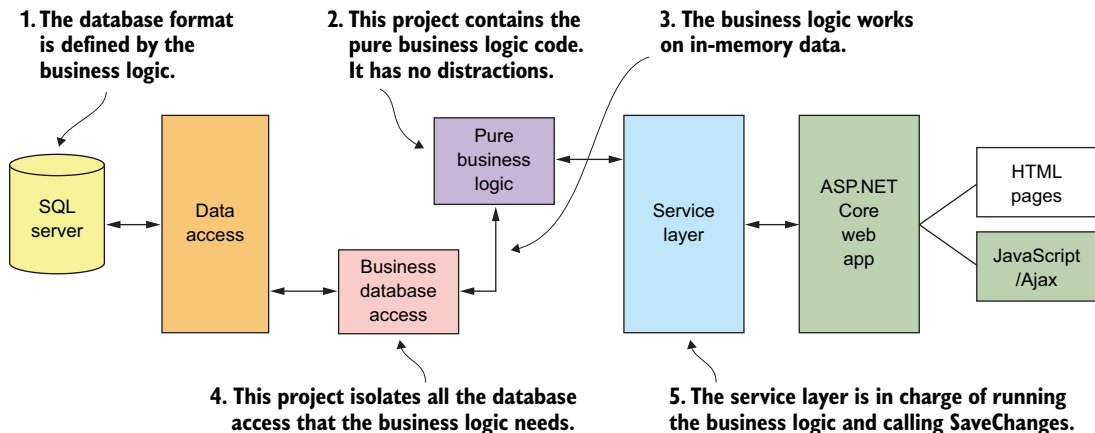 1. The database format
is defined by the
business logic.
2. This project contains the
pure business logic code.
It has no distractions.
3. The business logic works
on in-memory data.
SQL
server
Data
access
Pure
business
logic
Business
database
access
Service
layer
ASP.NET
Core
web
app
HTML
pages
JavaScript
/Ajax
4. This project isolates all the database
access that the business logic needs.
5. The service layer is in charge of running
the business logic and calling SaveChanges.